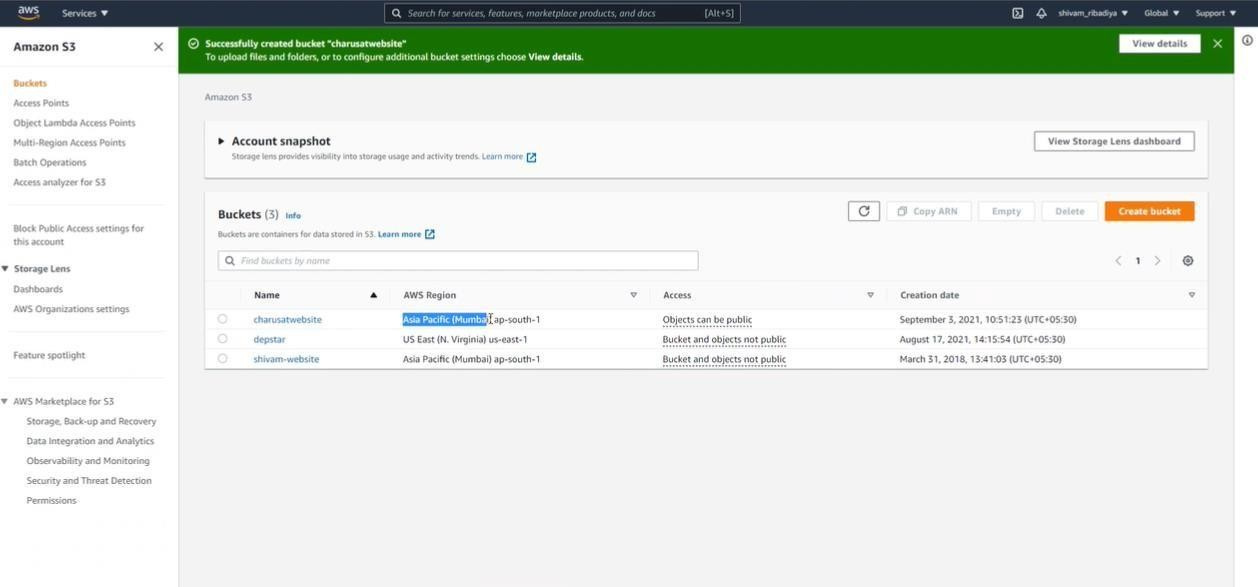 aws Services Search for services, features, marketplace products, and docs [Alt+S] shivam_ribadiya Global Support
Amazon S3
Successfully created bucket "charusatwebsite"
To upload files and folders, or to configure additional bucket settings choose View details.
View details
Buckets
Access Points
Object Lambda Access Points
Multi-Region Access Points
Batch Operations
Access analyzer for S3
Block Public Access settings for
this account
Storage Lens
Dashboards
AWS Organizations settings
Feature spotlight
AWS Marketplace for S3
Storage, Back-up and Recovery
Data Integration and Analytics
Observability and Monitoring
Security and Threat Detection
Permissions
Amazon S3
Account snapshot
Storage lens provides visibility into storage usage and activity trends. Learn more
View Storage Lens dashboard
Buckets (3) Info
Buckets are containers for data stored in S3. Learn more
Copy ARN Empty Delete Create bucket
Find buckets by name
1
Name AWS Region Access Creation date
charusatwebsite Asia Pacific (Mumbai) ap-south-1 Objects can be public September 3, 2021, 10:51:23 (UTC+05:30)
depstar US East (N. Virginia) us-east-1 Bucket and objects not public August 17, 2021, 14:15:54 (UTC+05:30)
shivam-website Asia Pacific (Mumbai) ap-south-1 Bucket and objects not public March 31, 2018, 13:41:03 (UTC+05:30)